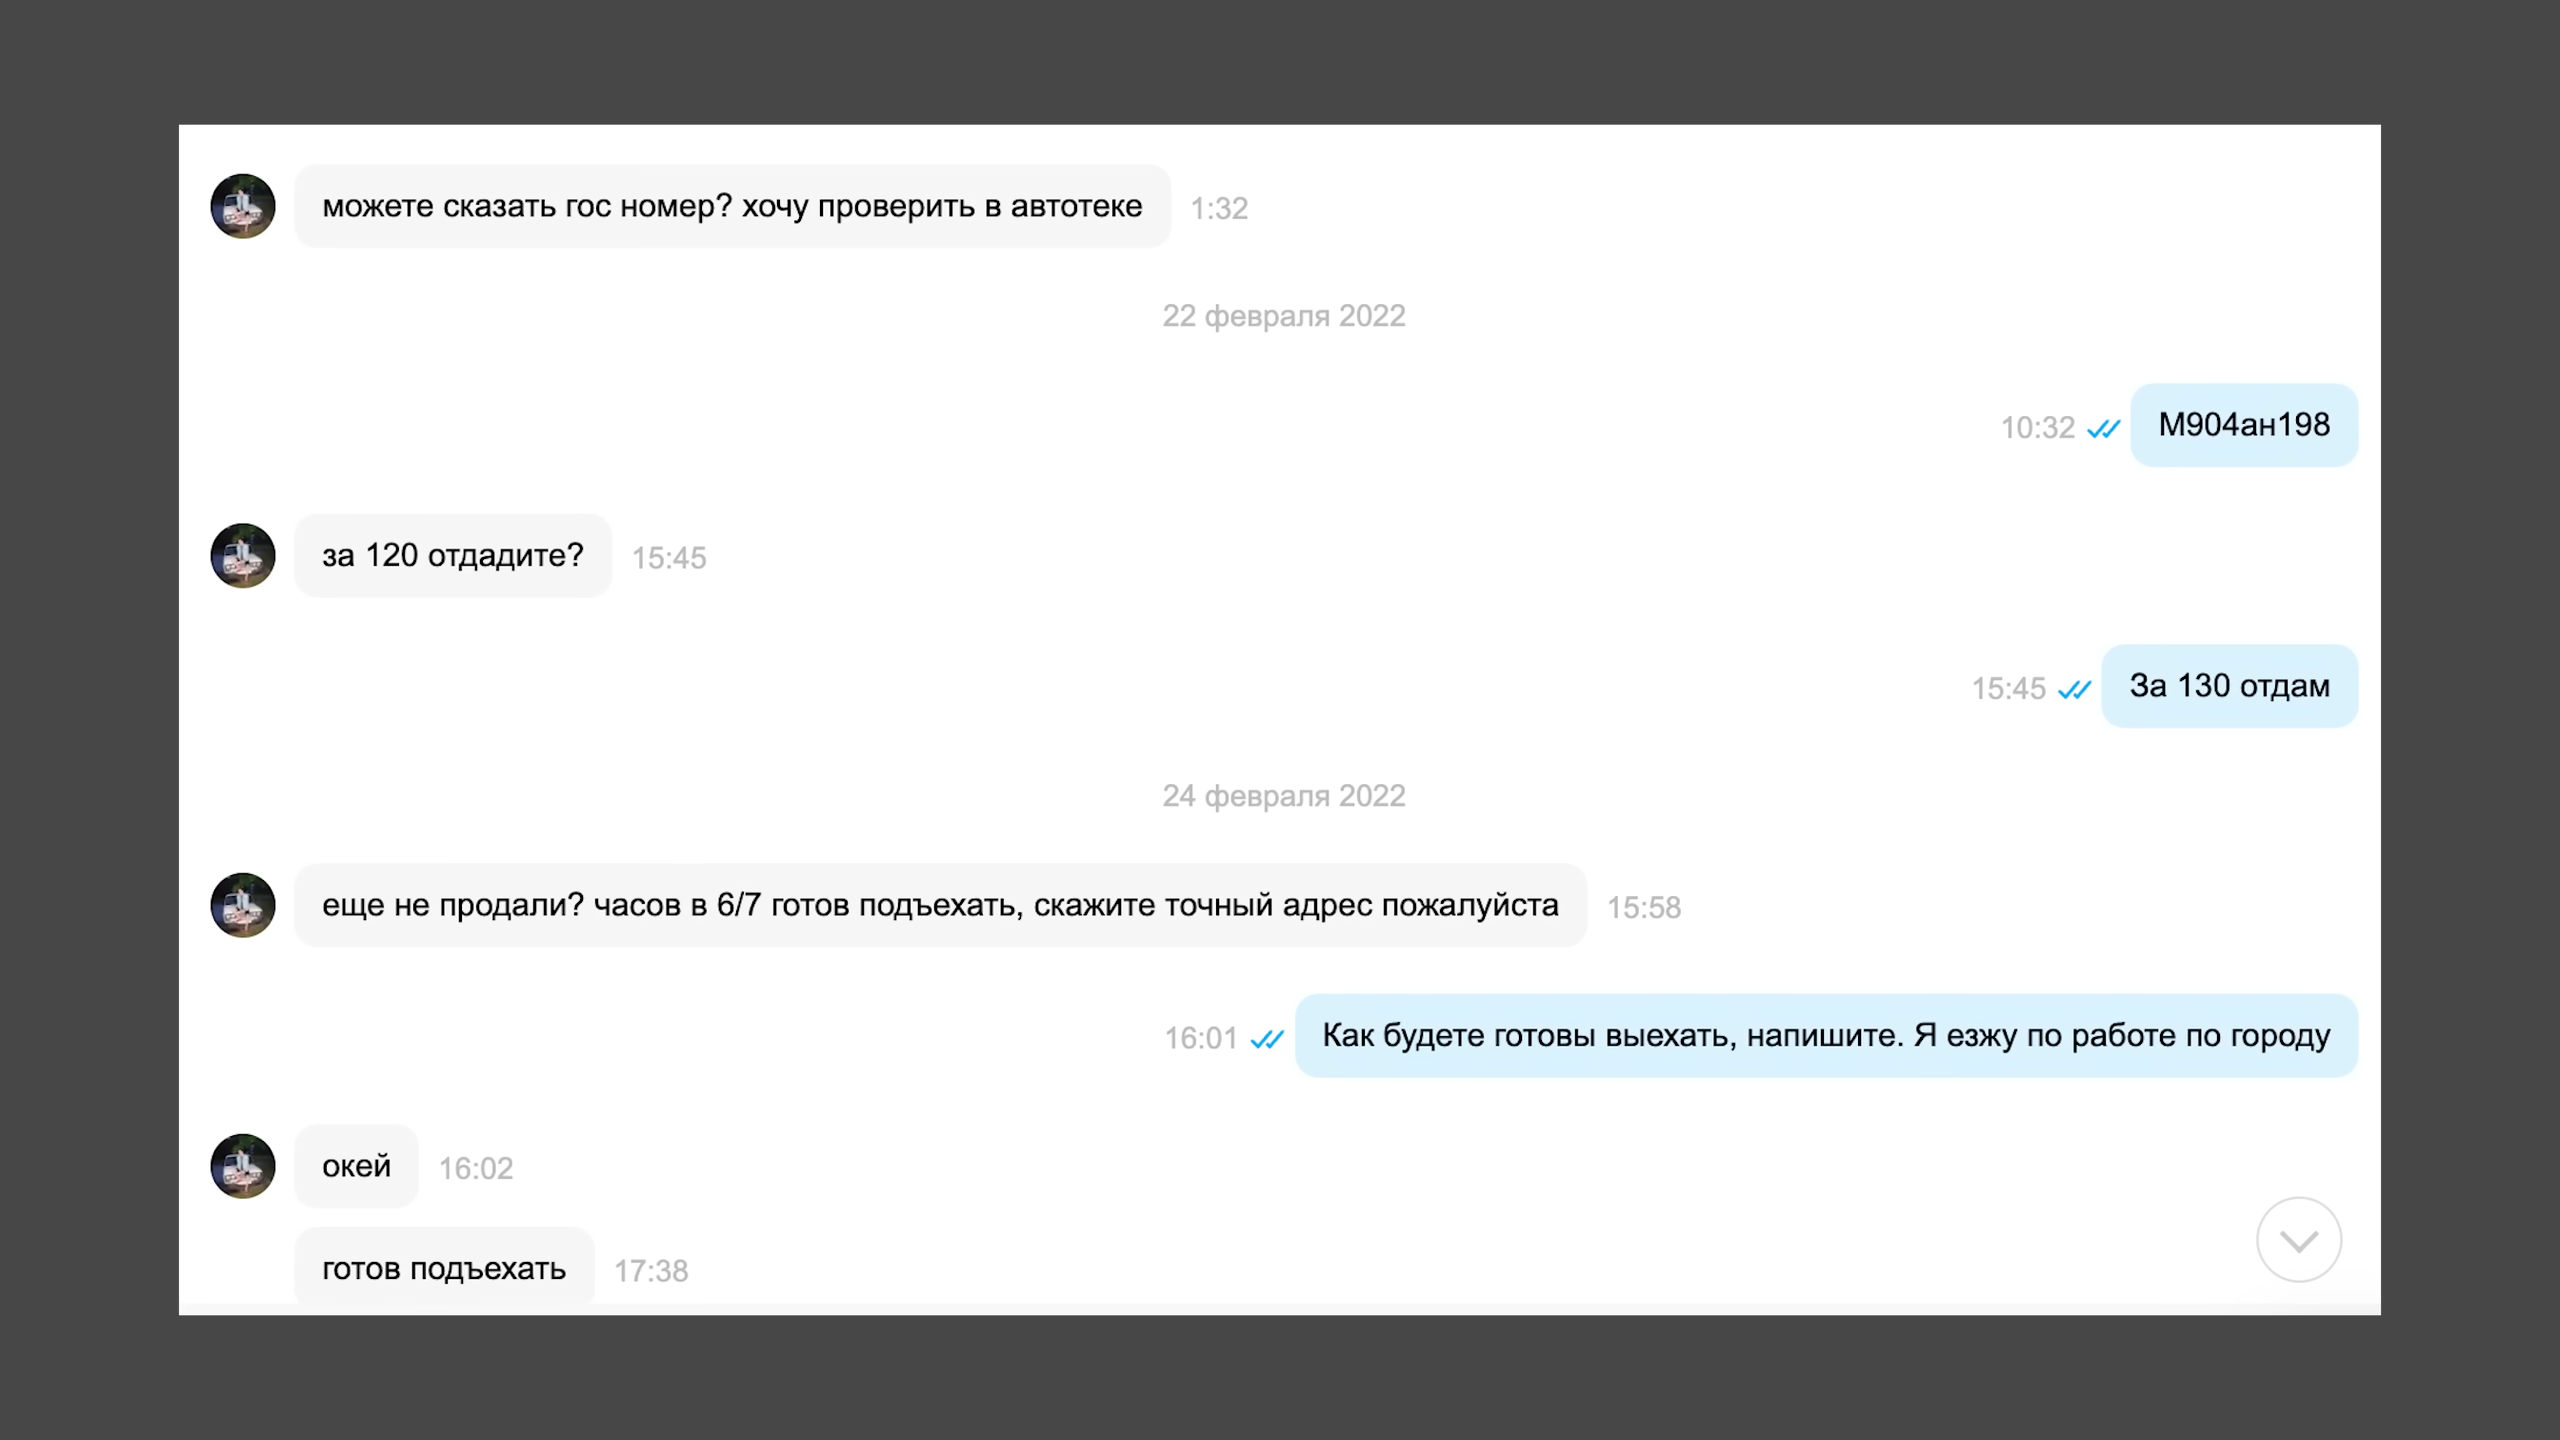 можете сказать гос номер? хочу проверить в автотеке 1:32
22 февраля 2022
10:32 М904ан198
за 120 отдадите? 15:45
15:45 За 130 отдам
24 февраля 2022
еще не продали? часов в 6/7 готов подъехать, скажите точный адрес пожалуйста 15:58
16:01 Как будете готовы выехать, напишите. Я езжу по работе по городу
окей 16:02
готов подъехать 17:38